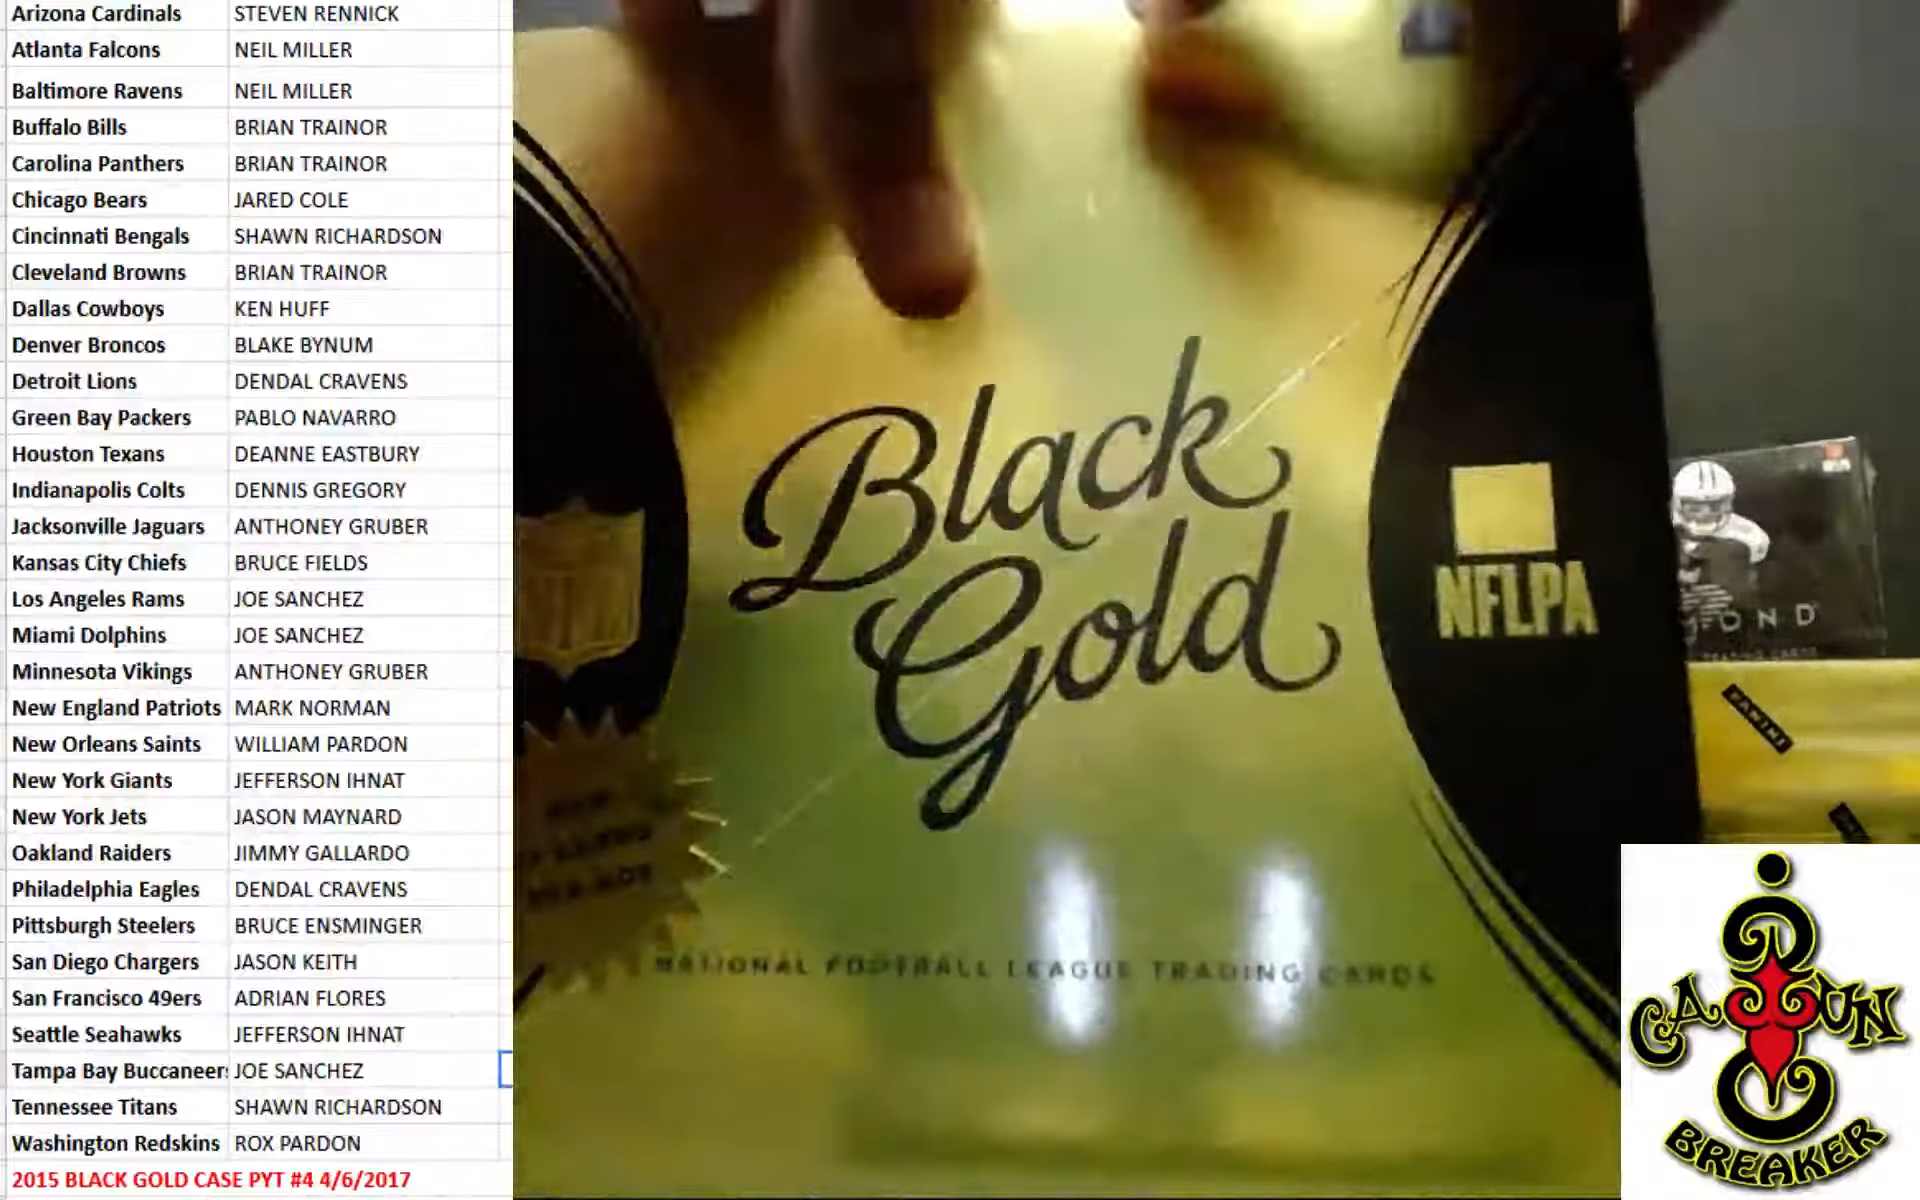 Arizona Cardinals STEVEN RENNICK
Atlanta Falcons NEIL MILLER
Baltimore Ravens NEIL MILLER
Buffalo Bills BRIAN TRAINOR
Carolina Panthers BRIAN TRAINOR
Chicago Bears JARED COLE
Cincinnati Bengals SHAWN RICHARDSON
Cleveland Browns BRIAN TRAINOR
Dallas Cowboys KEN HUFF
Denver Broncos BLAKE BYNUM
Detroit Lions DENDAL CRAVENS
Green Bay Packers PABLO NAVARRO
Houston Texans DEANNE EASTBURY
Indianapolis Colts DENNIS GREGORY
Jacksonville Jaguars ANTHONEY GRUBER
Kansas City Chiefs BRUCE FIELDS
Los Angeles Rams JOE SANCHEZ
Miami Dolphins JOE SANCHEZ
Minnesota Vikings ANTHONEY GRUBER
New England Patriots MARK NORMAN
New Orleans Saints WILLIAM PARDON
New York Giants JEFFERSON IHNAT
New York Jets JASON MAYNARD
Oakland Raiders JIMMY GALLARDO
Philadelphia Eagles DENDAL CRAVENS
Pittsburgh Steelers BRUCE ENSMINGER
San Diego Chargers JASON KEITH
San Francisco 49ers ADRIAN FLORES
Seattle Seahawks JEFFERSON IHNAT
Tampa Bay Buccaneer JOE SANCHEZ
Tennessee Titans SHAWN RICHARDSON
Washington Redskins ROX PARDON
2015 BLACK GOLD CASE PYT #4 4/6/2017
Black
Gold
NFLPA
NATIONAL FOOTBALL LEAGUE TRADING CARDS
OND
PANINI
CAJUN
BREAKER